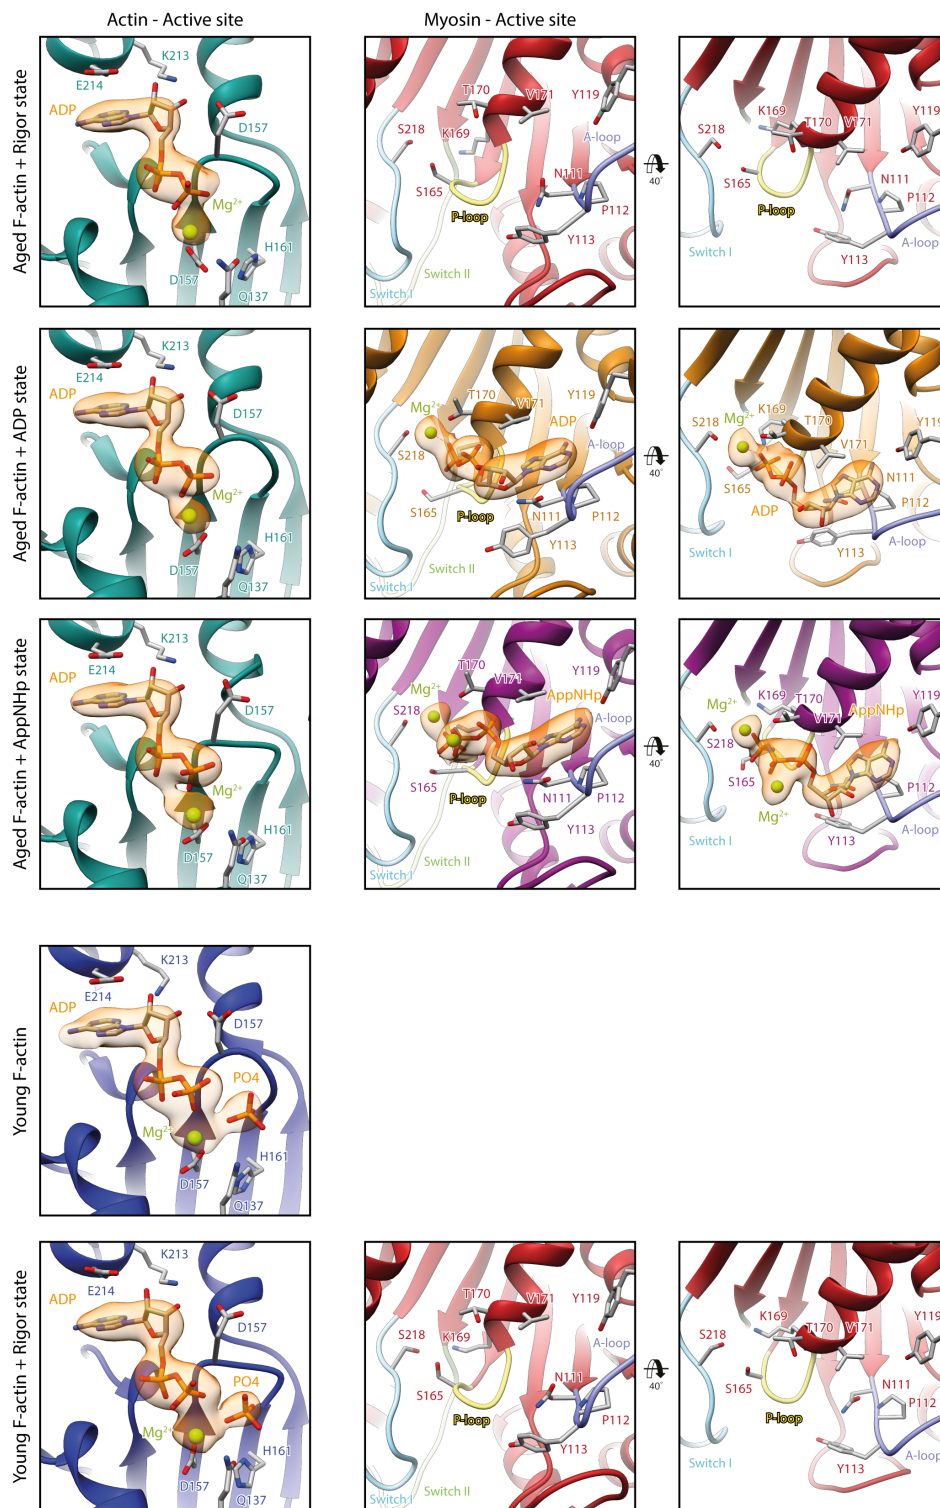 Actin - Active site
Myosin - Active site
Aged F-actin + Rigor state
K213
E214
ADP
D157
Mg²⁺
H161
D157
Q137
T170
V171
Y119
S218
K169
A-loop
S165
N111
P-loop
P112
Y113
Switch II
Switch I
40°
K169
T170
V171
Y119
S218
S165
N111
P-loop
P112
Y113
A-loop
Switch I
Aged F-actin + ADP state
K213
E214
ADP
D157
Mg²⁺
H161
D157
Q137
T170
V171
Mg²⁺
ADP
Y119
A-loop
S218
S165
P-loop
N111
P112
Y113
Switch II
Switch I
40°
K169
T170
S218
Mg²⁺
Y119
V171
S165
N111
ADP
P112
Y113
A-loop
Switch I
Aged F-actin + AppNHp state
K213
E214
ADP
D157
Mg²⁺
H161
D157
Q137
T170
V171
Y119
Mg²⁺
AppNHp
S218
A-loop
S165
P-loop
N111
P112
Y113
Switch II
Switch I
40°
K169
T170
Y119
Mg²⁺
V171
AppNHp
S218
S165
Mg²⁺
P112
Y113
A-loop
Switch I
Young F-actin
K213
E214
ADP
D157
PO4
Mg²⁺
H161
D157
Q137
Young F-actin + Rigor state
K213
E214
ADP
D157
PO4
Mg²⁺
H161
D157
Q137
T170
V171
Y119
S218
K169
A-loop
S165
N111
P-loop
P112
Y113
Switch II
Switch I
40°
K169
T170
V171
Y119
S218
S165
N111
P-loop
P112
Y113
A-loop
Switch I